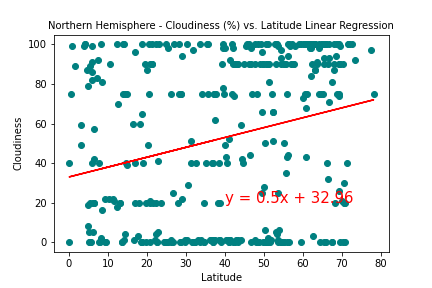 Northern Hemisphere - Cloudiness (%) vs. Latitude Linear Regression
100
80
60
40
20
0
Cloudiness
y = 0.5x + 32.96
0 10 20 30 40 50 60 70 80
Latitude